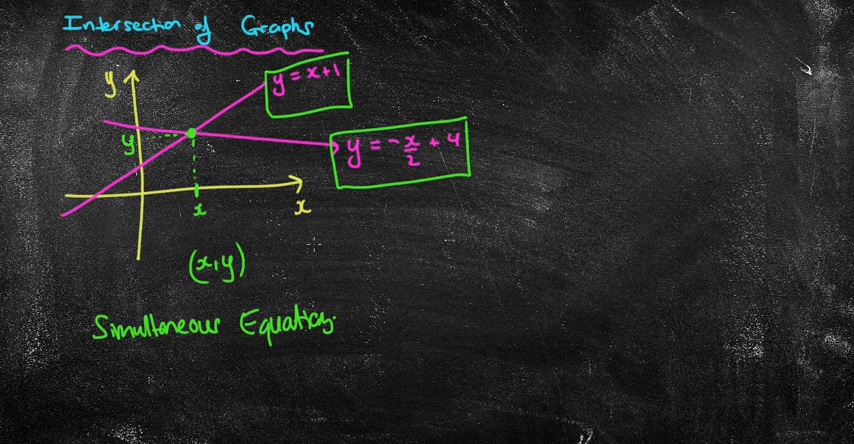 Intersection of Graphs
y
y = x+1
y = -x/2 + 4
y
x
x
(x,y)
Simultaneous Equations